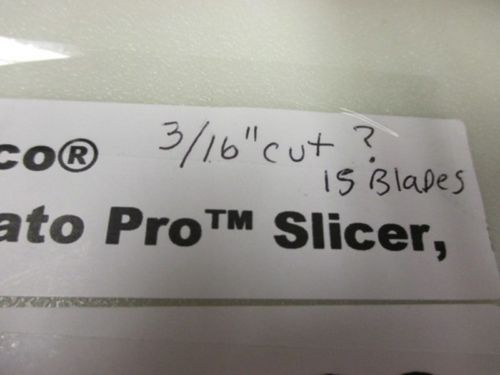 3/16" cut ?
co®
15 Blades
ato Pro™ Slicer,